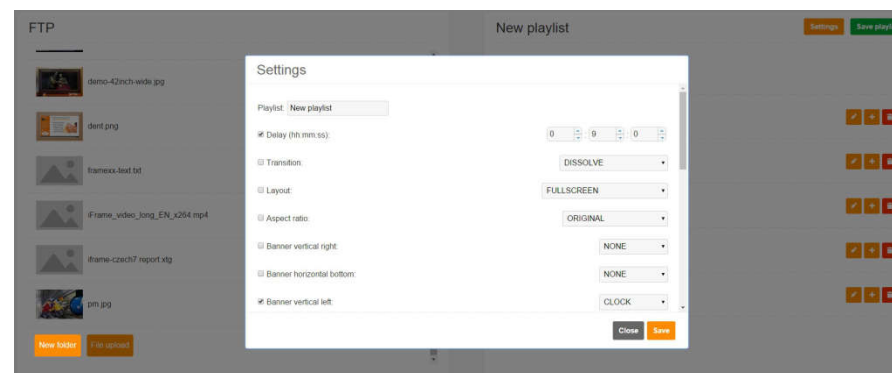 FTP
New playlist
Settings
Save playl
demo-42inch-wide.jpg
dent.png
framexx-text.txt
iFrame_video_long_EN_x264.mp4
iframe-czech7 report.xtg
pm.jpg
New folder
File upload
Settings
Playlist: New playlist
Delay (hh:mm:ss): 0 : 9 : 0
Transition: DISSOLVE
Layout: FULLSCREEN
Aspect ratio: ORIGINAL
Banner vertical right: NONE
Banner horizontal bottom: NONE
Banner vertical left: CLOCK
Close
Save